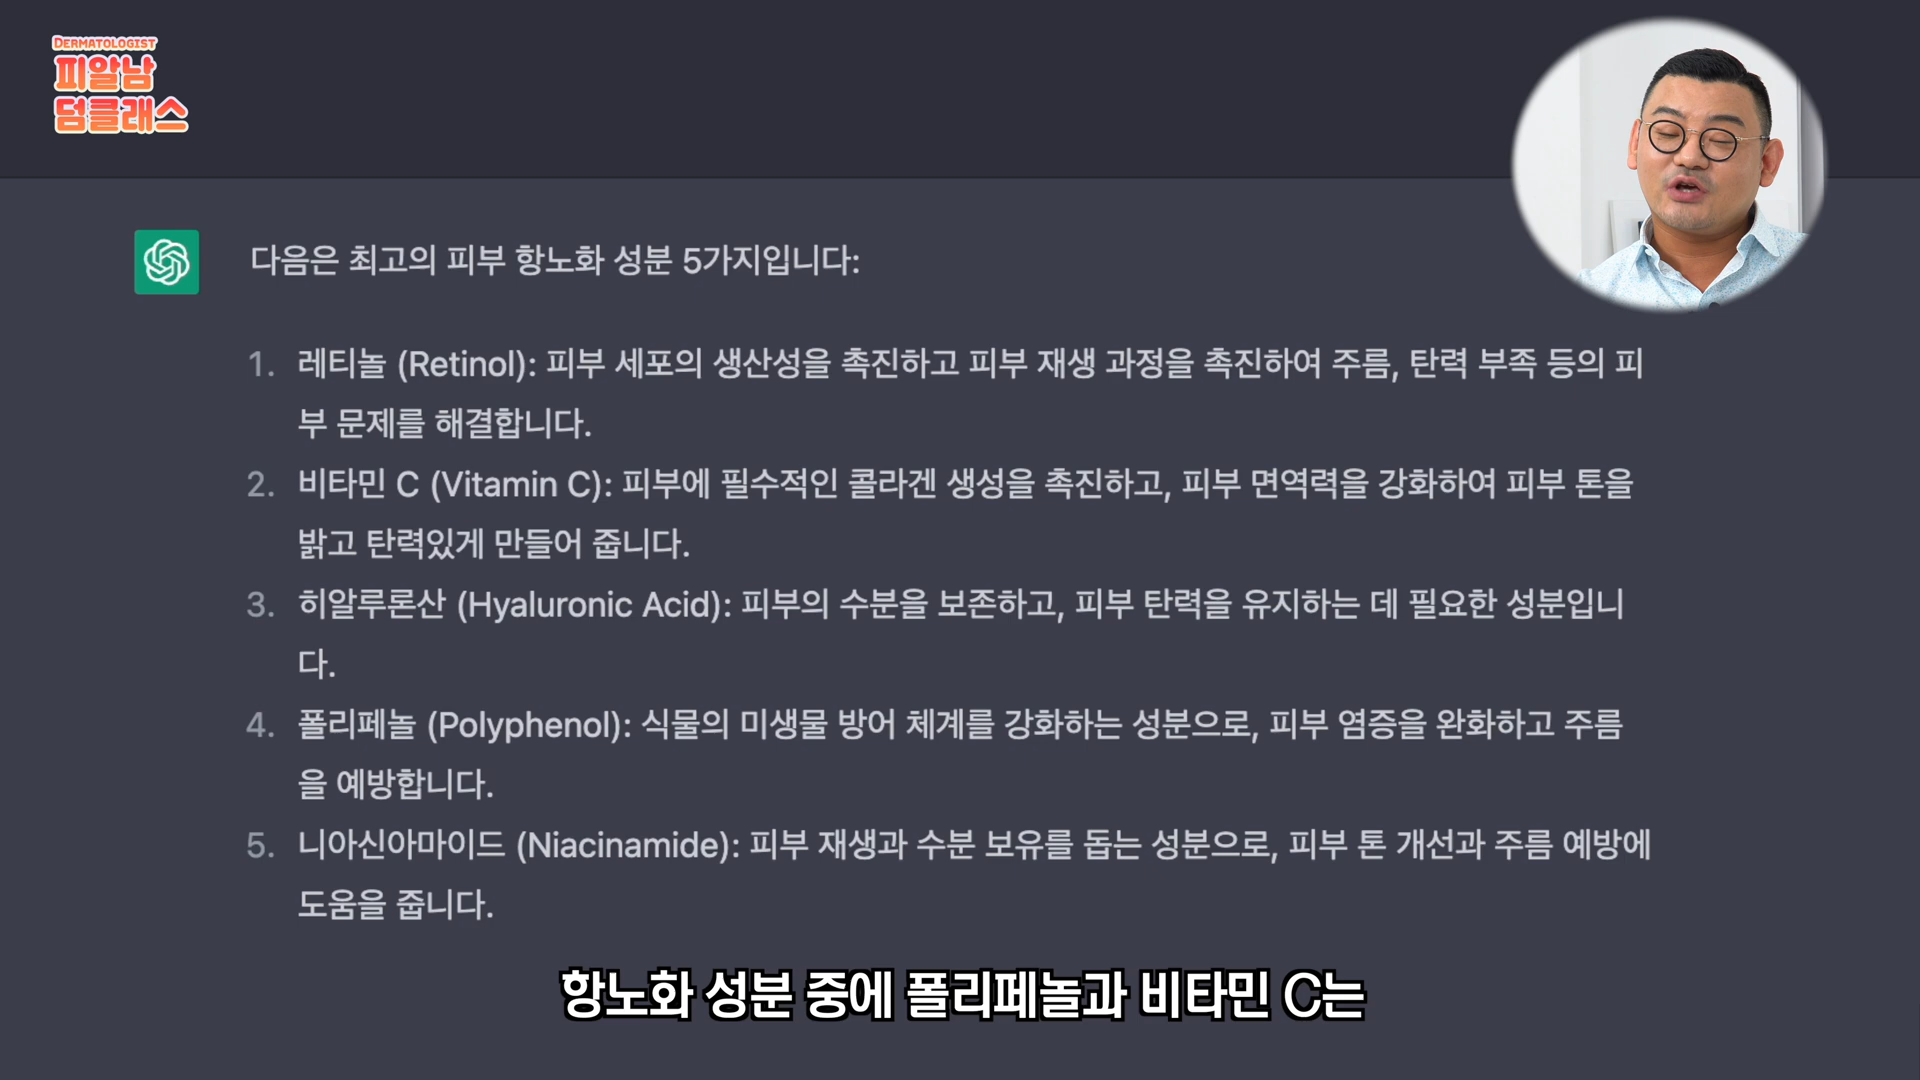 DERMATOLOGIST
피알남
덤클래스
다음은 최고의 피부 항노화 성분 5가지입니다:
1. 레티놀 (Retinol): 피부 세포의 생산성을 촉진하고 피부 재생 과정을 촉진하여 주름, 탄력 부족 등의 피
부 문제를 해결합니다.
2. 비타민 C (Vitamin C): 피부에 필수적인 콜라겐 생성을 촉진하고, 피부 면역력을 강화하여 피부 톤을
밝고 탄력있게 만들어 줍니다.
3. 히알루론산 (Hyaluronic Acid): 피부의 수분을 보존하고, 피부 탄력을 유지하는 데 필요한 성분입니
다.
4. 폴리페놀 (Polyphenol): 식물의 미생물 방어 체계를 강화하는 성분으로, 피부 염증을 완화하고 주름
을 예방합니다.
5. 니아신아마이드 (Niacinamide): 피부 재생과 수분 보유를 돕는 성분으로, 피부 톤 개선과 주름 예방에
도움을 줍니다.
항노화 성분 중에 폴리페놀과 비타민 C는